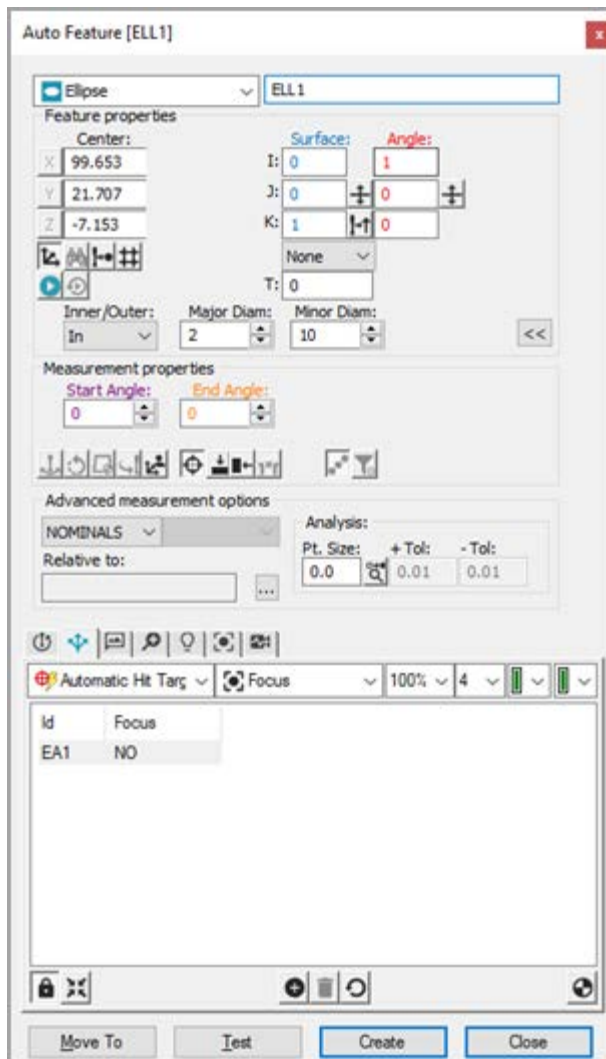 Auto Feature [ELL1]
x
Ellipse ELL1
Feature properties
Center: Surface: Angle:
X 99.653 I: 0 1
Y 21.707 J: 0 0
Z -7.153 K: 1 0
None
T: 0
Inner/Outer: Major Diam: Minor Diam:
In 2 10 <<
Measurement properties
Start Angle: End Angle:
0 0
Advanced measurement options
NOMINALS Analysis:
Pt. Size: + Tol: - Tol:
Relative to: 0.0 0.01 0.01
...
Automatic Hit Targ Focus 100% 4
Id Focus
EA1 NO
Move To Test Create Close